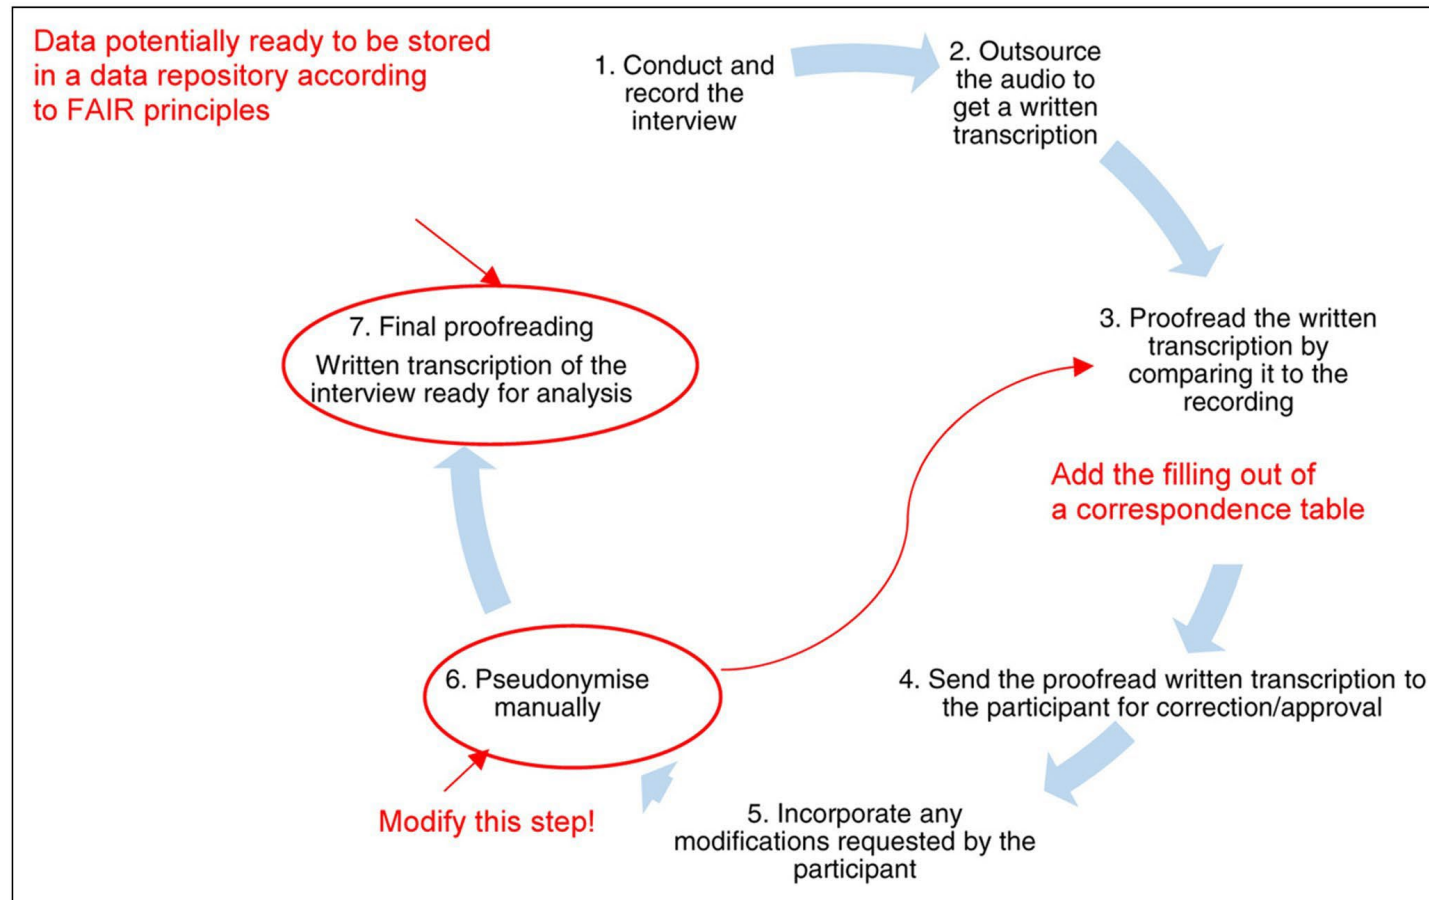 Data potentially ready to be stored
in a data repository according
to FAIR principles
1. Conduct and
record the
interview
2. Outsource
the audio to
get a written
transcription
3. Proofread the written
transcription by
comparing it to the
recording
Add the filling out of
a correspondence table
4. Send the proofread written transcription to
the participant for correction/approval
5. Incorporate any
modifications requested by the
participant
6. Pseudonymise
manually
Modify this step!
7. Final proofreading
Written transcription of the
interview ready for analysis